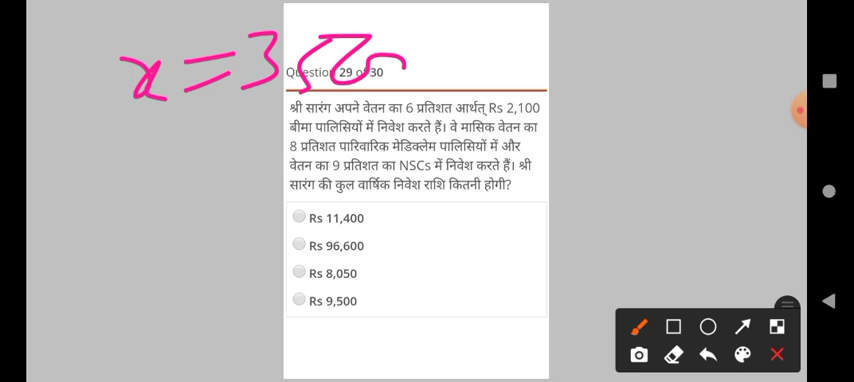 x=3500
Question 29 of 30
श्री सारंग अपने वेतन का 6 प्रतिशत आर्थत् Rs 2,100
बीमा पालिसियों में निवेश करते हैं। वे मासिक वेतन का
8 प्रतिशत पारिवारिक मेडिक्लेम पालिसियों में और
वेतन का 9 प्रतिशत का NSCs में निवेश करते हैं। श्री
सारंग की कुल वार्षिक निवेश राशि कितनी होगी?
Rs 11,400
Rs 96,600
Rs 8,050
Rs 9,500